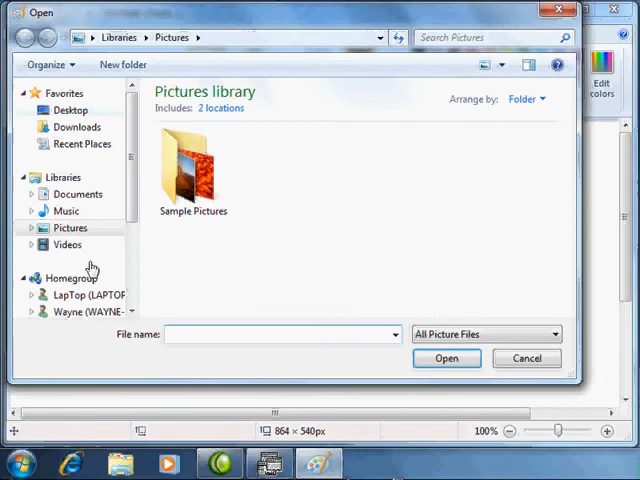 Open
Libraries
Pictures
Search Pictures
Organize
New folder
Edit
colors
Favorites
Desktop
Downloads
Recent Places
Libraries
Documents
Music
Pictures
Videos
Homegroup
LapTop (LAPTOP
Wayne (WAYNE-
Pictures library
Includes: 2 locations
Arrange by: Folder
Sample Pictures
File name:
All Picture Files
Open
Cancel
864 × 540px
100%